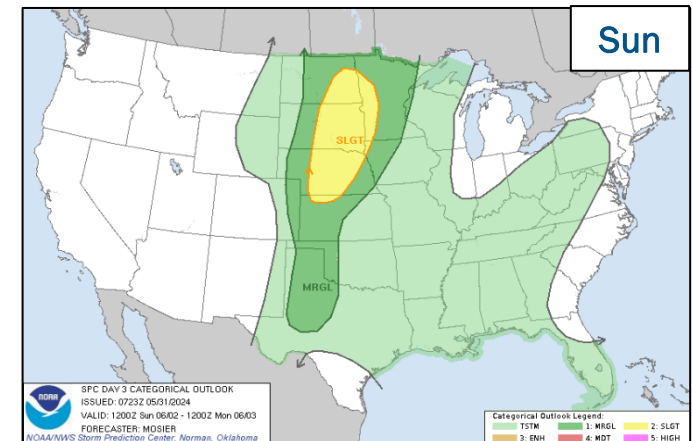 Sun
SLGT
MRGL
NOAA
SPC DAY 3 CATEGORICAL OUTLOOK
ISSUED: 0723Z 05/31/2024
VALID: 1200Z Sun 06/02 - 1200Z Mon 06/03
FORECASTER: MOSIER
NOAA/NWS Storm Prediction Center, Norman, Oklahoma
Categorical Outlook Legend:
TSTM 1: MRGL 2: SLGT
3: ENH 4: MDT 5: HIGH